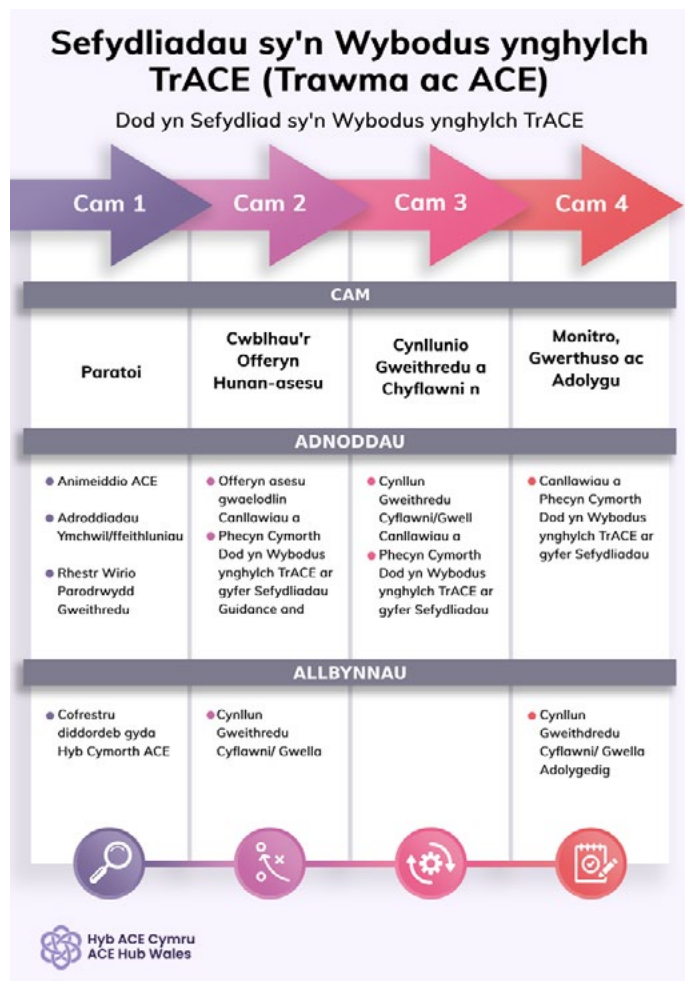 Sefydliadau sy'n Wybodus ynghylch
TrACE (Trawma ac ACE)
Dod yn Sefydliad sy'n Wybodus ynghylch TrACE
Cam 1
Cam 2
Cam 3
Cam 4
CAM
Paratoi
Cwblhau'r
Offeryn
Hunan-asesu
Cynllunio
Gweithredu a
Chyflawni n
Monitro,
Gwerthuso ac
Adolygu
ADNODDAU
Animeiddio ACE
Adroddiadau
Ymchwil/ffeithluniau
Rhestr Wirio
Parodrwydd
Gweithredu
Offeryn asesu
gwaelodlin
Canllawiau a
Phecyn Cymorth
Dod yn Wybodus
ynghylch TrACE ar
gyfer Sefydliadau
Guidance and
Cynllun
Gweithredu
Cyflawni/Gwell
Canllawiau a
Phecyn Cymorth
Dod yn Wybodus
ynghylch TrACE ar
gyfer Sefydliadau
Canllawiau a
Phecyn Cymorth
Dod yn Wybodus
ynghylch TrACE ar
gyfer Sefydliadau
ALLBYNNAU
Cofrestru
diddordeb gyda
Hyb Cymorth ACE
Cynllun
Gweithredu
Cyflawni/ Gwella
Cynllun
Gweithdredu
Cyflawni/ Gwella
Adolygedig
Hyb ACE Cymru
ACE Hub Wales